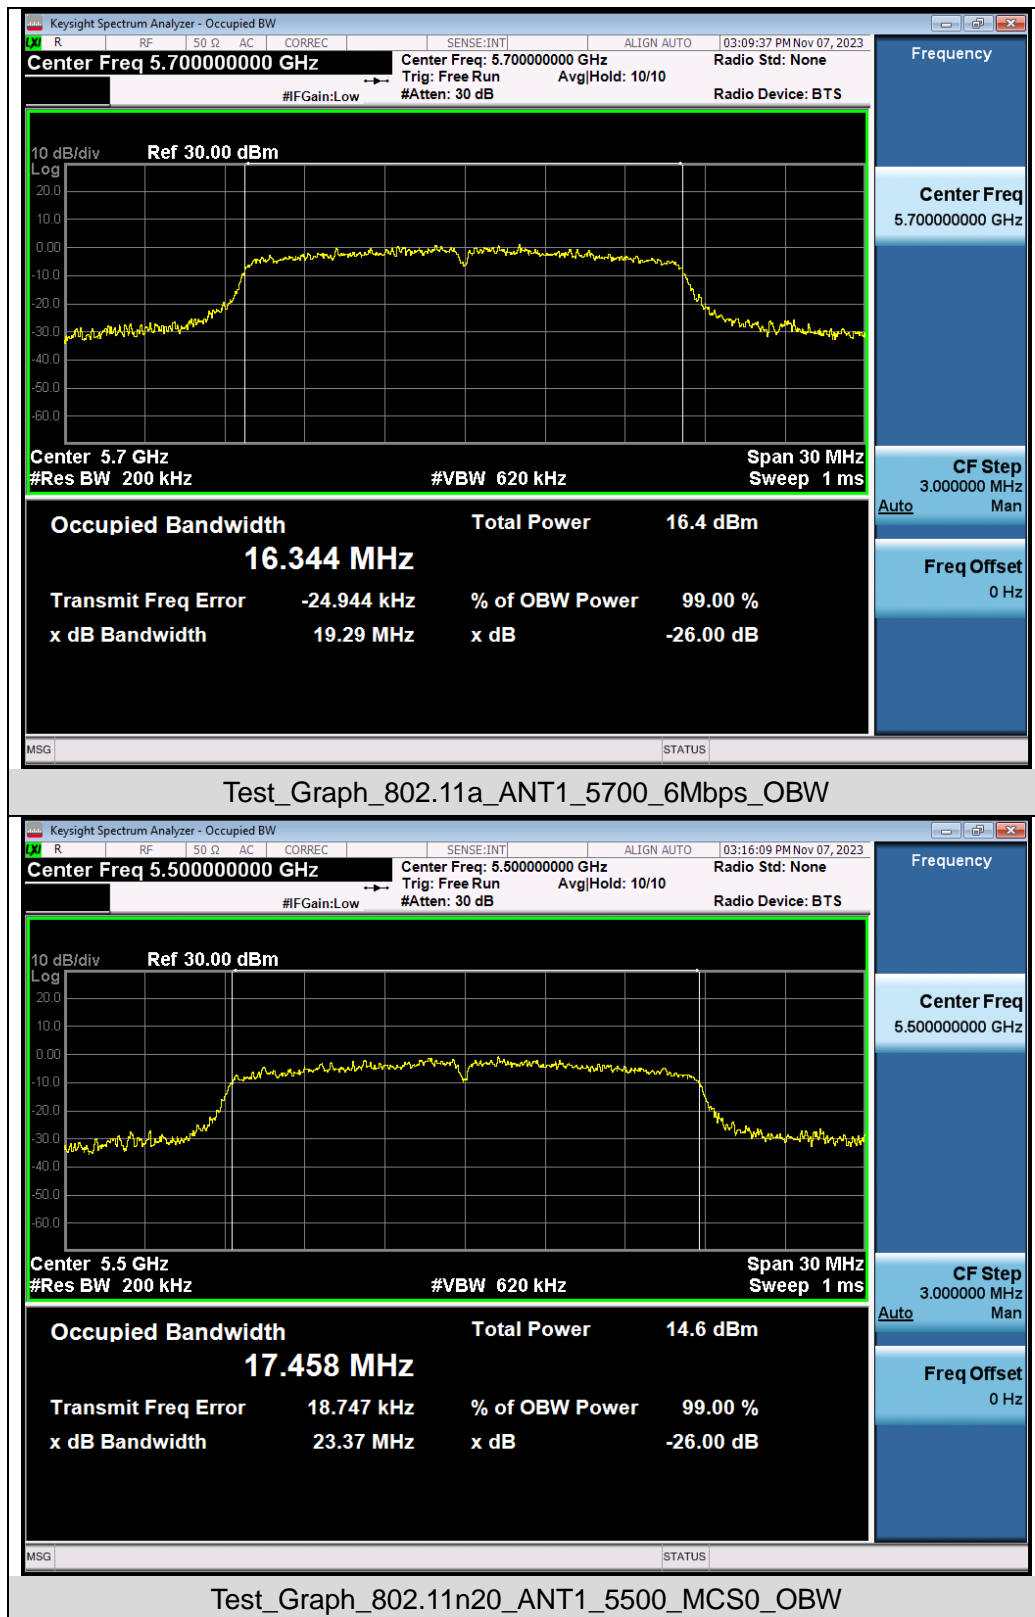 Keysight Spectrum Analyzer - Occupied BW
LXI R RF 50 Ω AC CORREC SENSE:INT ALIGN AUTO 03:09:37 PM Nov 07, 2023
Center Freq 5.700000000 GHz
Center Freq: 5.700000000 GHz Radio Std: None
Trig: Free Run Avg|Hold: 10/10
#IFGain:Low #Atten: 30 dB Radio Device: BTS
Frequency
10 dB/div Ref 30.00 dBm
Log
20.0
10.0
0.00
-10.0
-20.0
-30.0
-40.0
-50.0
-60.0
Center 5.7 GHz Span 30 MHz
#Res BW 200 kHz #VBW 620 kHz Sweep 1 ms
Center Freq
5.700000000 GHz
CF Step
3.000000 MHz
Auto Man
Freq Offset
0 Hz
Occupied Bandwidth Total Power 16.4 dBm
16.344 MHz
Transmit Freq Error -24.944 kHz % of OBW Power 99.00 %
x dB Bandwidth 19.29 MHz x dB -26.00 dB
MSG STATUS
Test_Graph_802.11a_ANT1_5700_6Mbps_OBW
Keysight Spectrum Analyzer - Occupied BW
LXI R RF 50 Ω AC CORREC SENSE:INT ALIGN AUTO 03:16:09 PM Nov 07, 2023
Center Freq 5.500000000 GHz
Center Freq: 5.500000000 GHz Radio Std: None
Trig: Free Run Avg|Hold: 10/10
#IFGain:Low #Atten: 30 dB Radio Device: BTS
Frequency
10 dB/div Ref 30.00 dBm
Log
20.0
10.0
0.00
-10.0
-20.0
-30.0
-40.0
-50.0
-60.0
Center 5.5 GHz Span 30 MHz
#Res BW 200 kHz #VBW 620 kHz Sweep 1 ms
Center Freq
5.500000000 GHz
CF Step
3.000000 MHz
Auto Man
Freq Offset
0 Hz
Occupied Bandwidth Total Power 14.6 dBm
17.458 MHz
Transmit Freq Error 18.747 kHz % of OBW Power 99.00 %
x dB Bandwidth 23.37 MHz x dB -26.00 dB
MSG STATUS
Test_Graph_802.11n20_ANT1_5500_MCS0_OBW